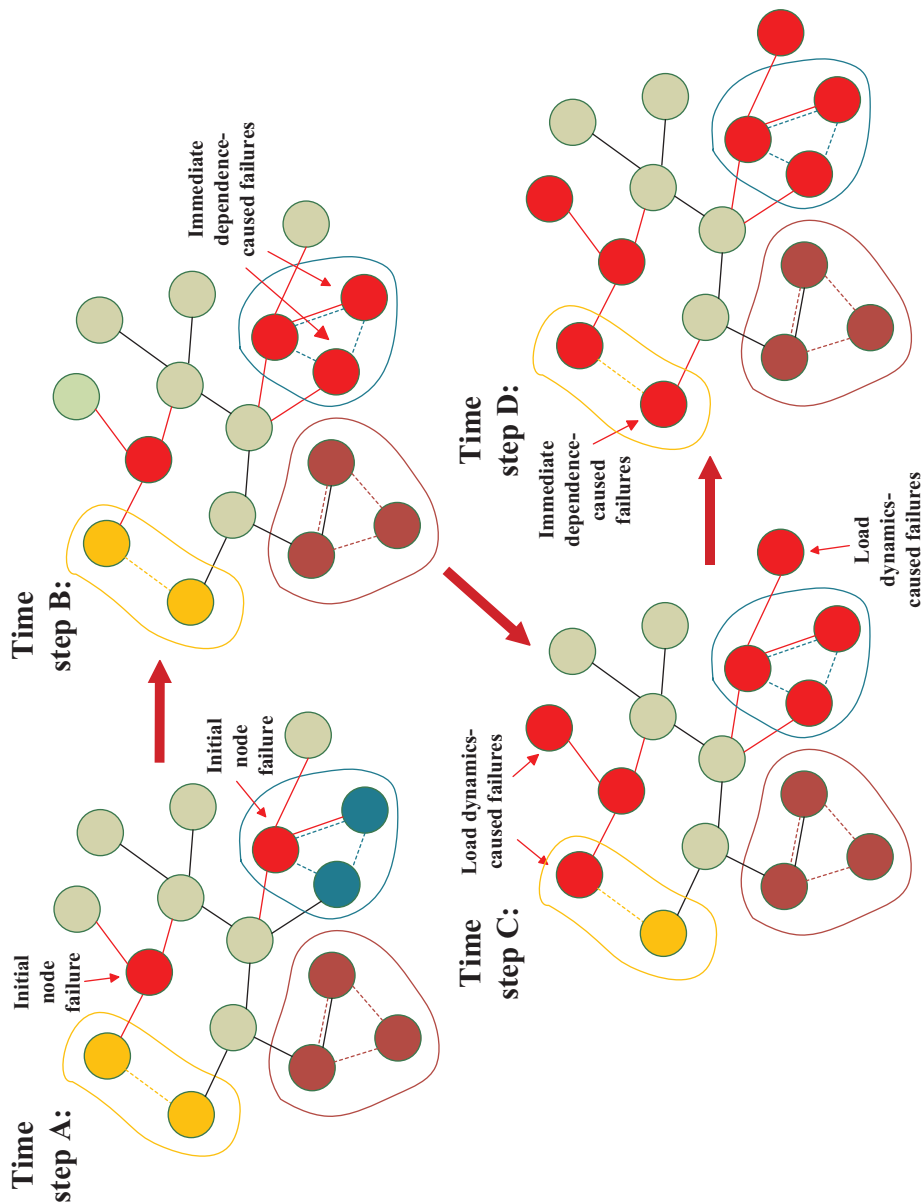 Time
step A:
Initial
node
failure
Initial
node
failure
Time
step B:
Immediate
dependence-
caused failures
Time
step C:
Load dynamics-
caused failures
Load
dynamics-
caused failures
Time
step D:
Immediate
dependence-
caused
failures